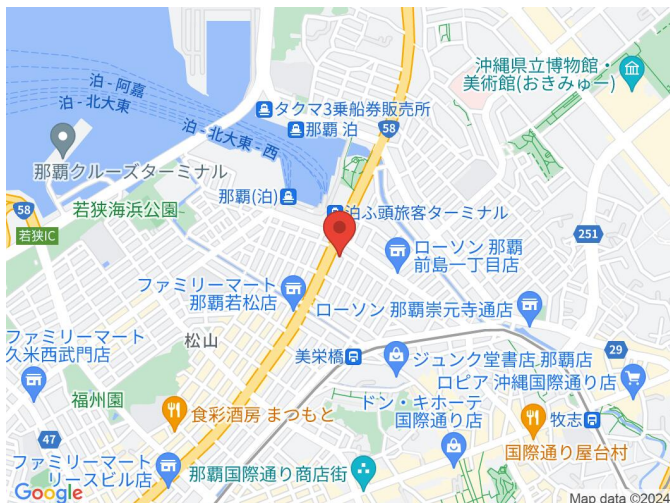 沖縄県立博物館・
美術館(おきみゅー)
泊 - 阿嘉
泊 - 北大東
タクマ3乗船券販売所
58
泊 - 北大東 - 西
那覇 泊
那覇クルーズターミナル
那覇(泊)
若狭海浜公園
58
泊ふ頭旅客ターミナル
若狭IC
251
ローソン 那覇
前島一丁目店
ファミリーマート
那覇若松店
ローソン 那覇崇元寺通店
ファミリーマート
久米西武門店
松山
美栄橋
29
ジュンク堂書店 那覇店
ロピア 沖縄国際通り店
福州園
ドン・キホーテ
国際通り店
食彩酒房 まつもと
牧志
47
国際通り屋台村
ファミリーマート
リースビル店
那覇国際通り商店街
Google
Map data ©2024